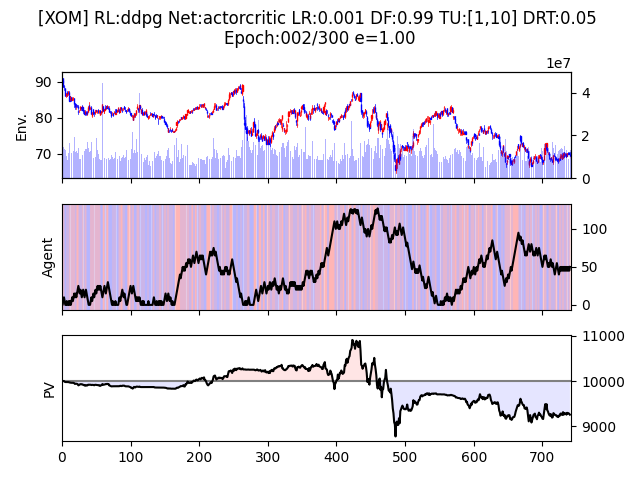 [XOM] RL:ddpg Net:actorcritic LR:0.001 DF:0.99 TU:[1,10] DRT:0.05
Epoch:002/300 e=1.00
1e7
90
80
70
Env.
4
2
0
Agent
100
50
0
PV
11000
10000
9000
0 100 200 300 400 500 600 700